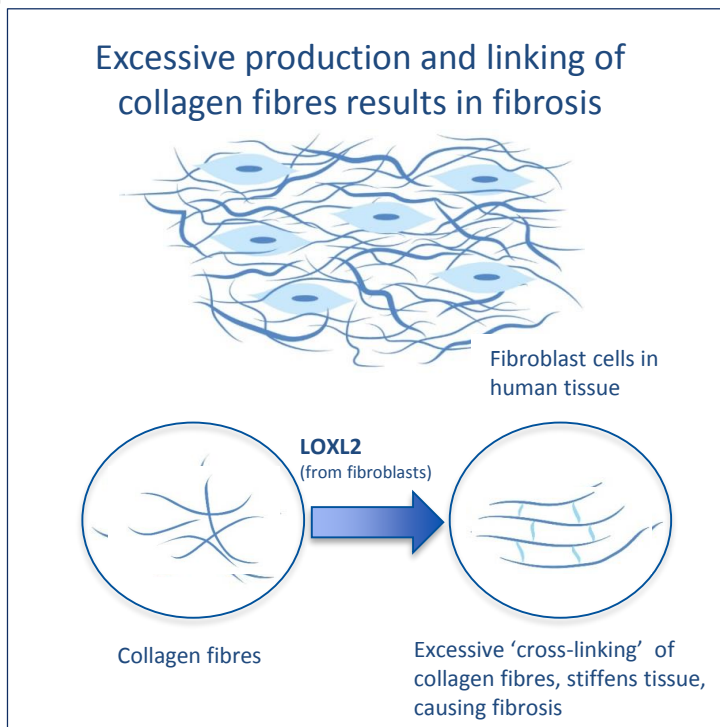 Excessive production and linking of
collagen fibres results in fibrosis
Fibroblast cells in
human tissue
LOXL2
(from fibroblasts)
Collagen fibres
Excessive ‘cross-linking’ of
collagen fibres, stiffens tissue,
causing fibrosis